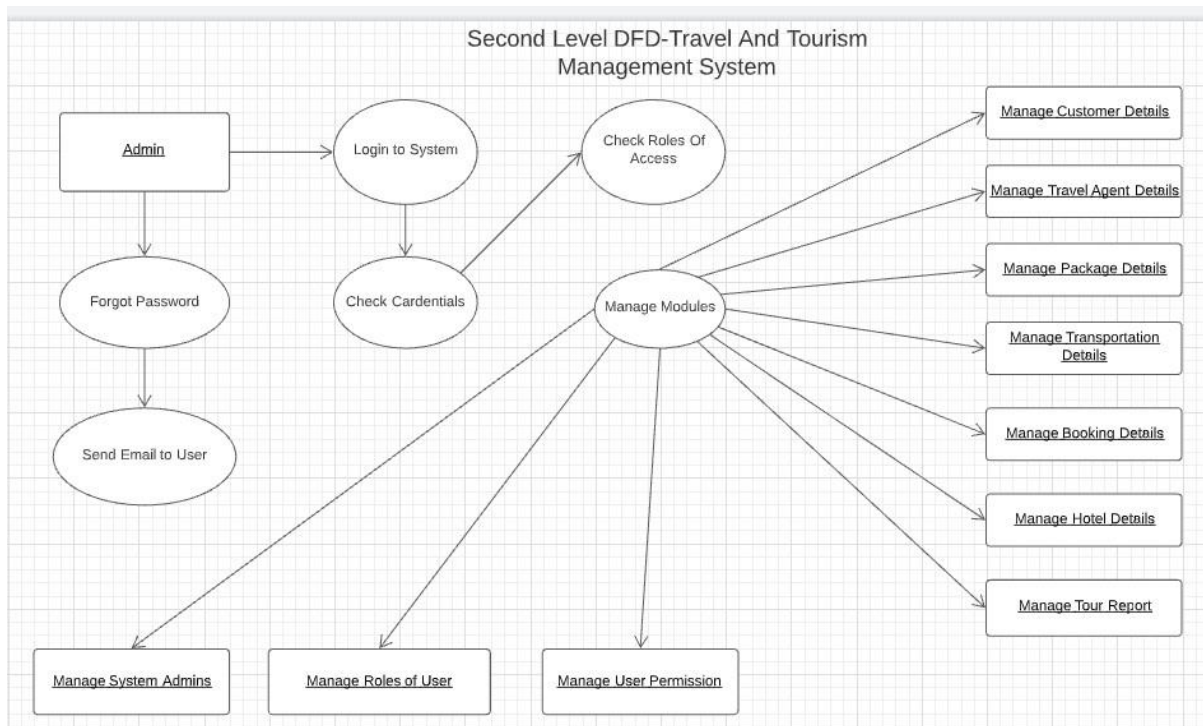 Second Level DFD-Travel And Tourism
Management System
Admin
Login to System
Check Roles Of
Access
Manage Customer Details
Manage Travel Agent Details
Forgot Password
Check Cardentials
Manage Modules
Manage Package Details
Manage Transportation
Details
Send Email to User
Manage Booking Details
Manage Hotel Details
Manage Tour Report
Manage System Admins
Manage Roles of User
Manage User Permission